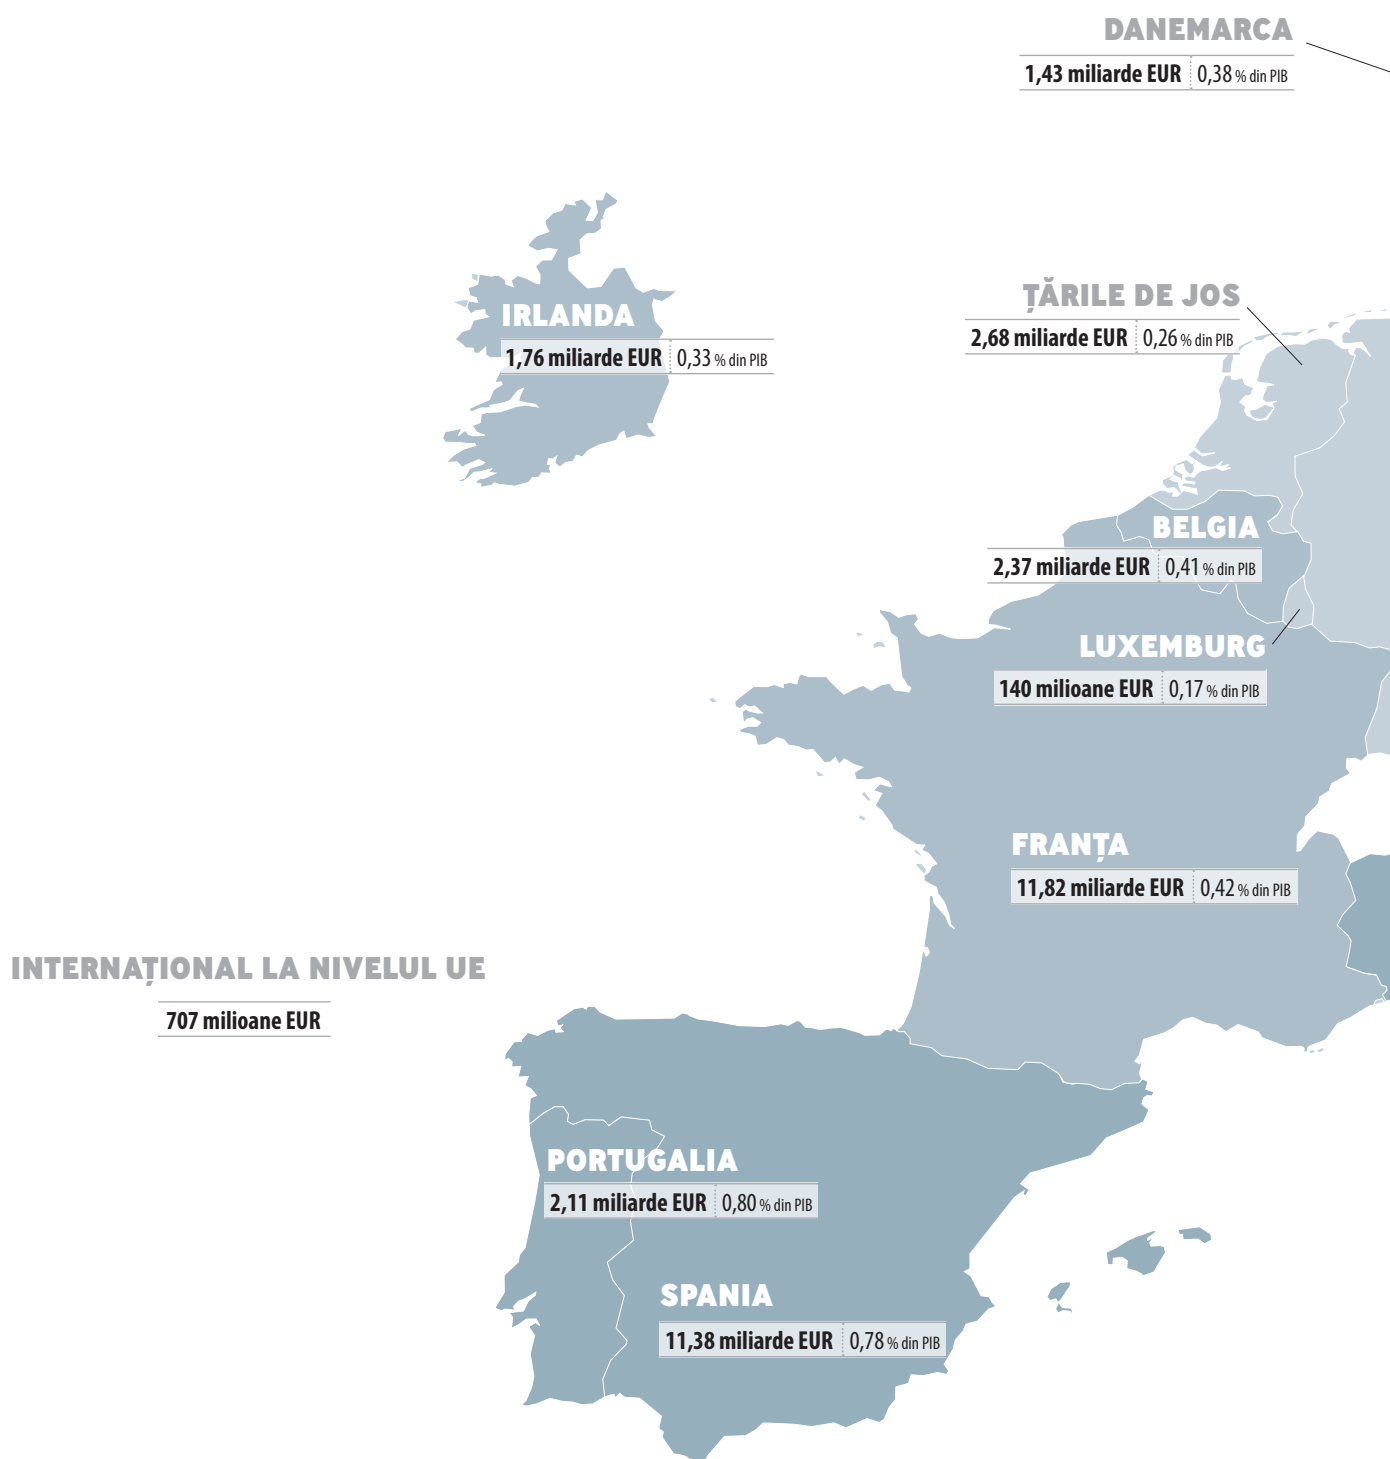 DANEMARCA
1,43 miliarde EUR 0,38 % din PIB
IRLANDA
1,76 miliarde EUR 0,33 % din PIB
ȚĂRILE DE JOS
2,68 miliarde EUR 0,26 % din PIB
BELGIA
2,37 miliarde EUR 0,41 % din PIB
LUXEMBURG
140 milioane EUR 0,17 % din PIB
FRANȚA
11,82 miliarde EUR 0,42 % din PIB
INTERNAȚIONAL LA NIVELUL UE
707 milioane EUR
PORTUGALIA
2,11 miliarde EUR 0,80 % din PIB
SPANIA
11,38 miliarde EUR 0,78 % din PIB